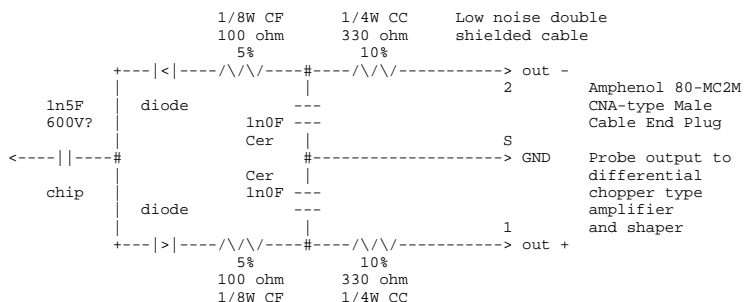 1/8W CF 1/4W CC Low noise double
100 ohm 330 ohm shielded cable
5% 10%
+---|<|----/\/\/----#----/\/\/-----------> out -
| | 2 Amphenol 80-MC2M
1n5F | diode --- CNA-type Male
600V? | 1n0F --- Cable End Plug
| Cer | S
<----||----# #--------------------> GND Probe output to
| Cer | differential
chip | 1n0F --- chopper type
| diode --- amplifier
| | 1 and shaper
+---|>|----/\/\/----#----/\/\/-----------> out +
5% 10%
100 ohm 330 ohm
1/8W CF 1/4W CC